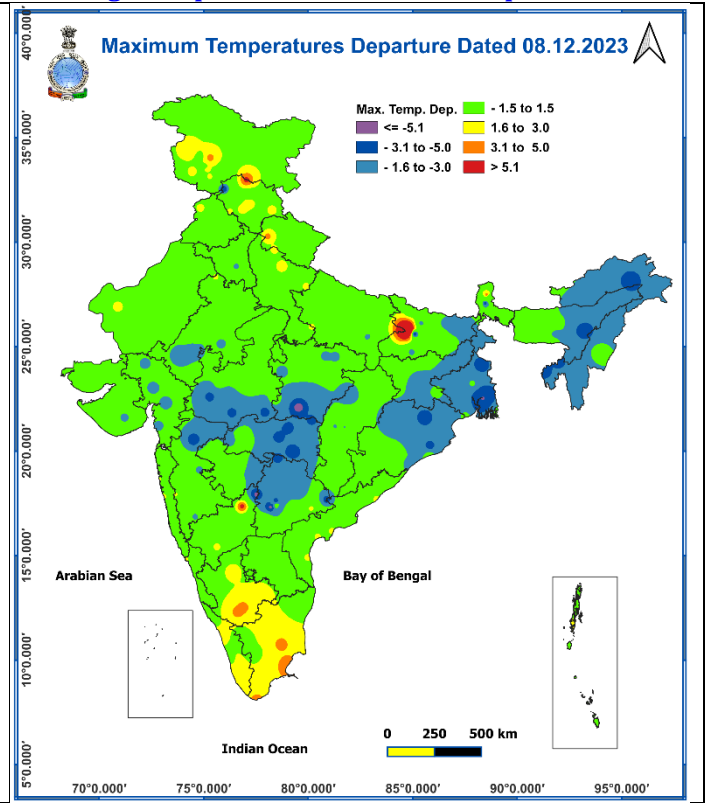 Maximum Temperatures Departure Dated 08.12.2023
Max. Temp. Dep.
<= -5.1
- 3.1 to -5.0
- 1.6 to -3.0
- 1.5 to 1.5
1.6 to 3.0
3.1 to 5.0
> 5.1
40°0.000'
35°0.000'
30°0.000'
25°0.000'
20°0.000'
15°0.000'
10°0.000'
5°0.000'
Arabian Sea
Bay of Bengal
Indian Ocean
0 250 500 km
70°0.000' 75°0.000' 80°0.000' 85°0.000' 90°0.000' 95°0.000'